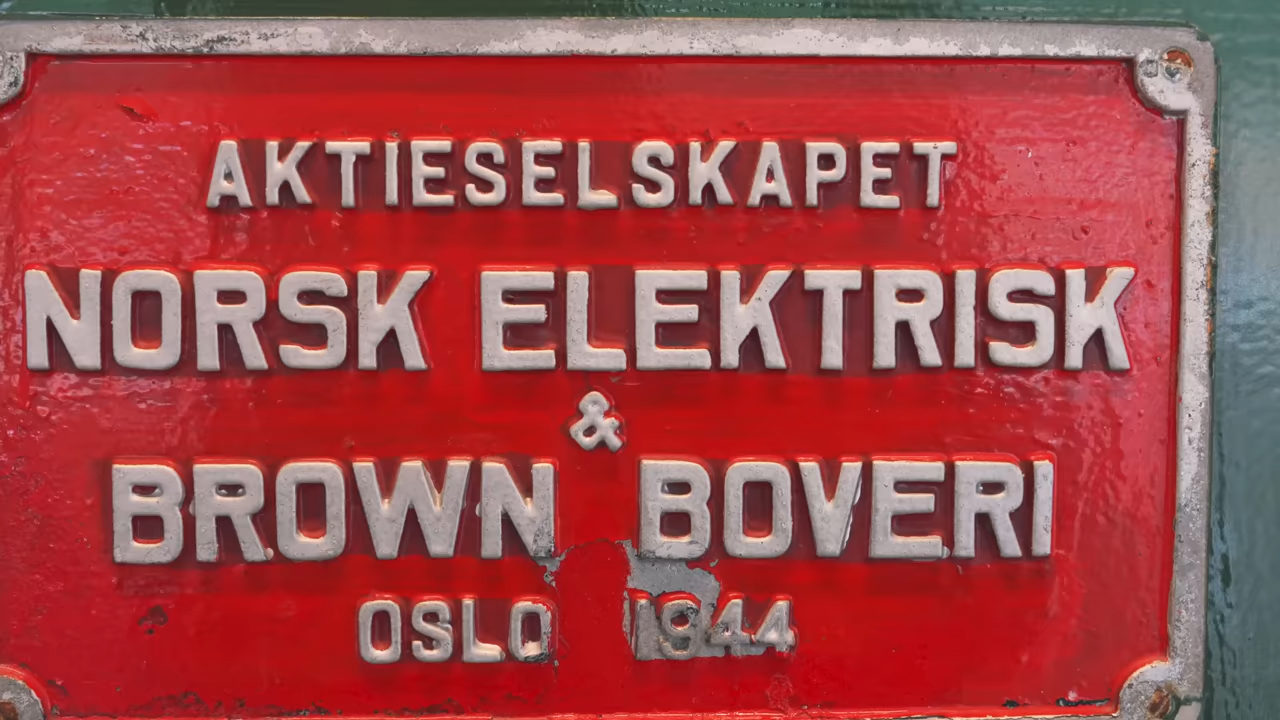 AKTIESELSKAPET
NORSK ELEKTRISK
&
BROWN BOVERI
OSLO 1944